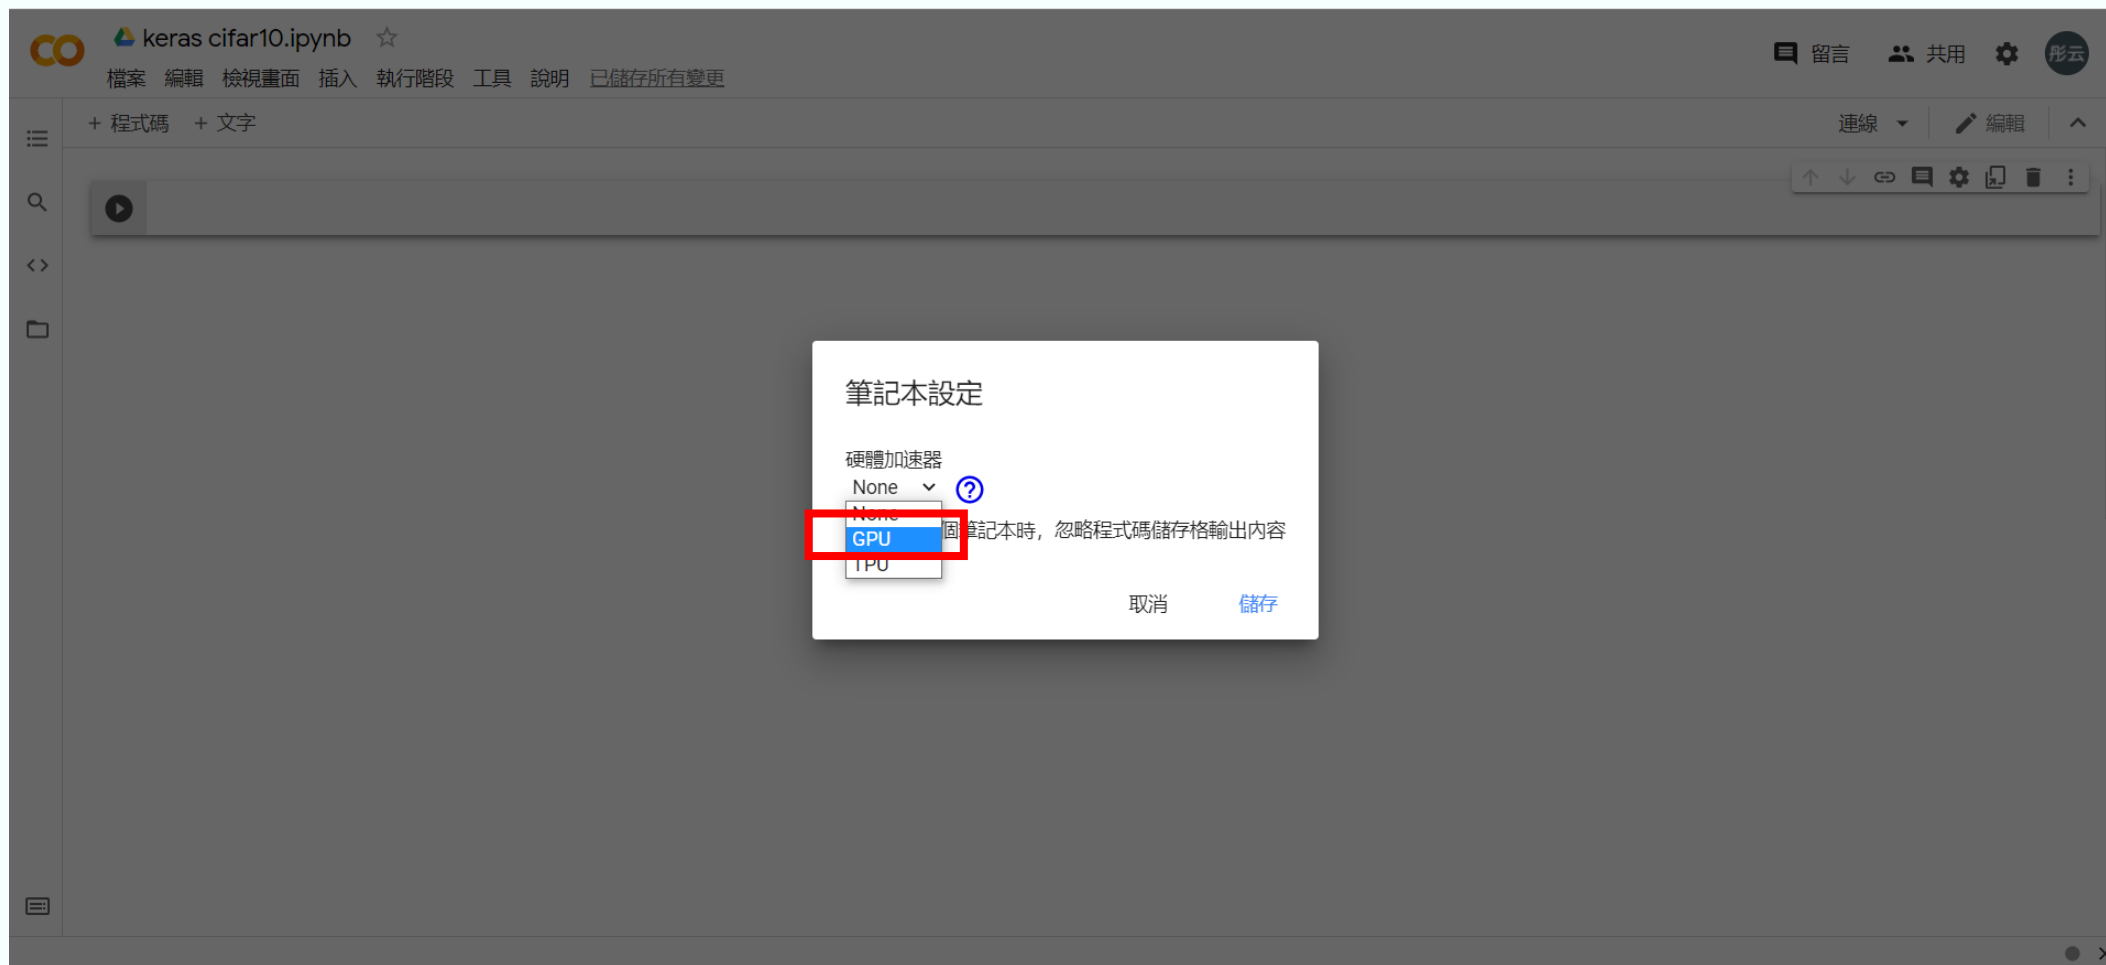 keras cifar10.ipynb
檔案 編輯 檢視畫面 插入 執行階段 工具 說明 已儲存所有變更
留言 共用 彤云
+ 程式碼 + 文字
連線 編輯
筆記本設定
硬體加速器
None
None
GPU
個筆記本時，忽略程式碼儲存格輸出內容
TPU
取消 儲存